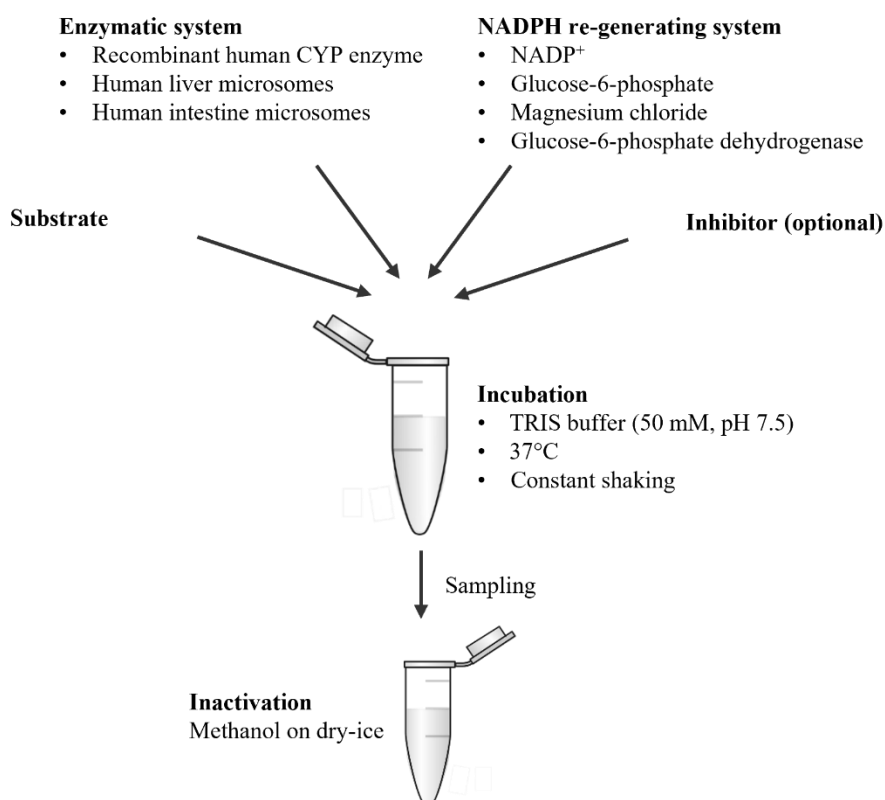 Enzymatic system
• Recombinant human CYP enzyme
• Human liver microsomes
• Human intestine microsomes
NADPH re-generating system
• NADP⁺
• Glucose-6-phosphate
• Magnesium chloride
• Glucose-6-phosphate dehydrogenase
Substrate
Inhibitor (optional)
Incubation
• TRIS buffer (50 mM, pH 7.5)
• 37°C
• Constant shaking
Sampling
Inactivation
Methanol on dry-ice